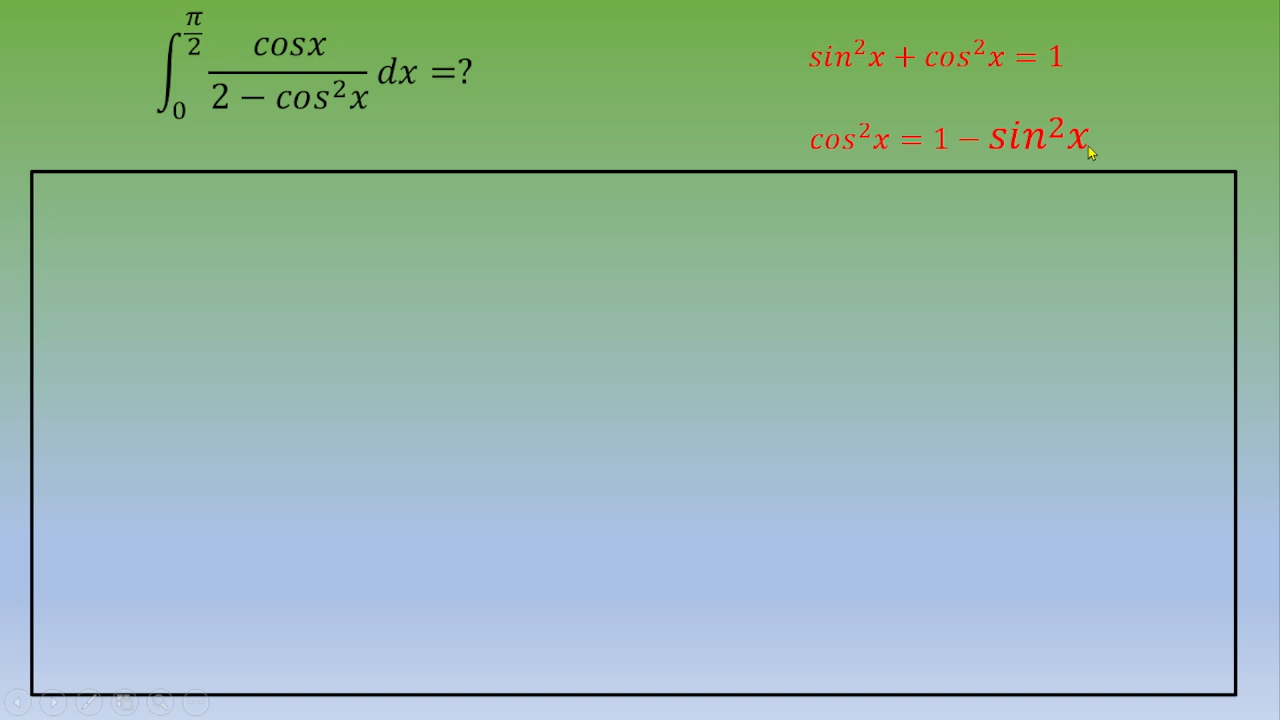 ∫₀^(π/2) cosx / (2 − cos²x) dx =?
sin²x + cos²x = 1
cos²x = 1 − sin²x